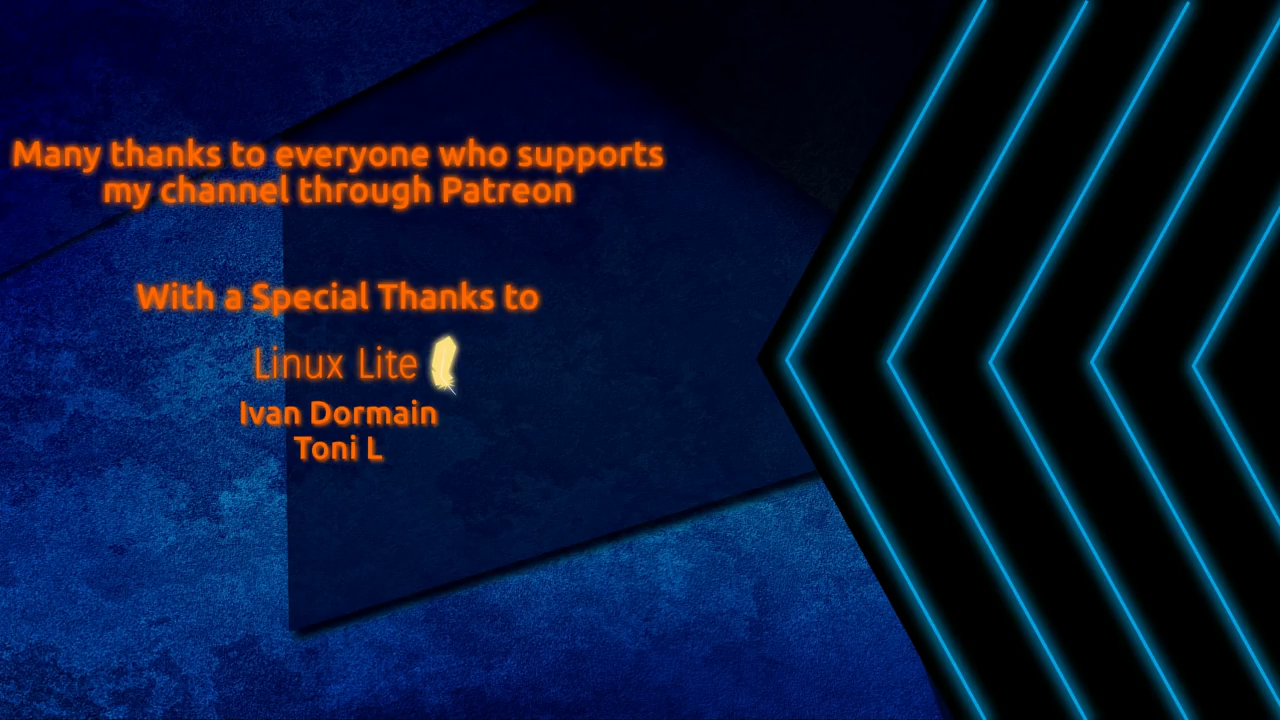 Many thanks to everyone who supports
my channel through Patreon
With a Special Thanks to
Linux Lite
Ivan Dormain
Toni L